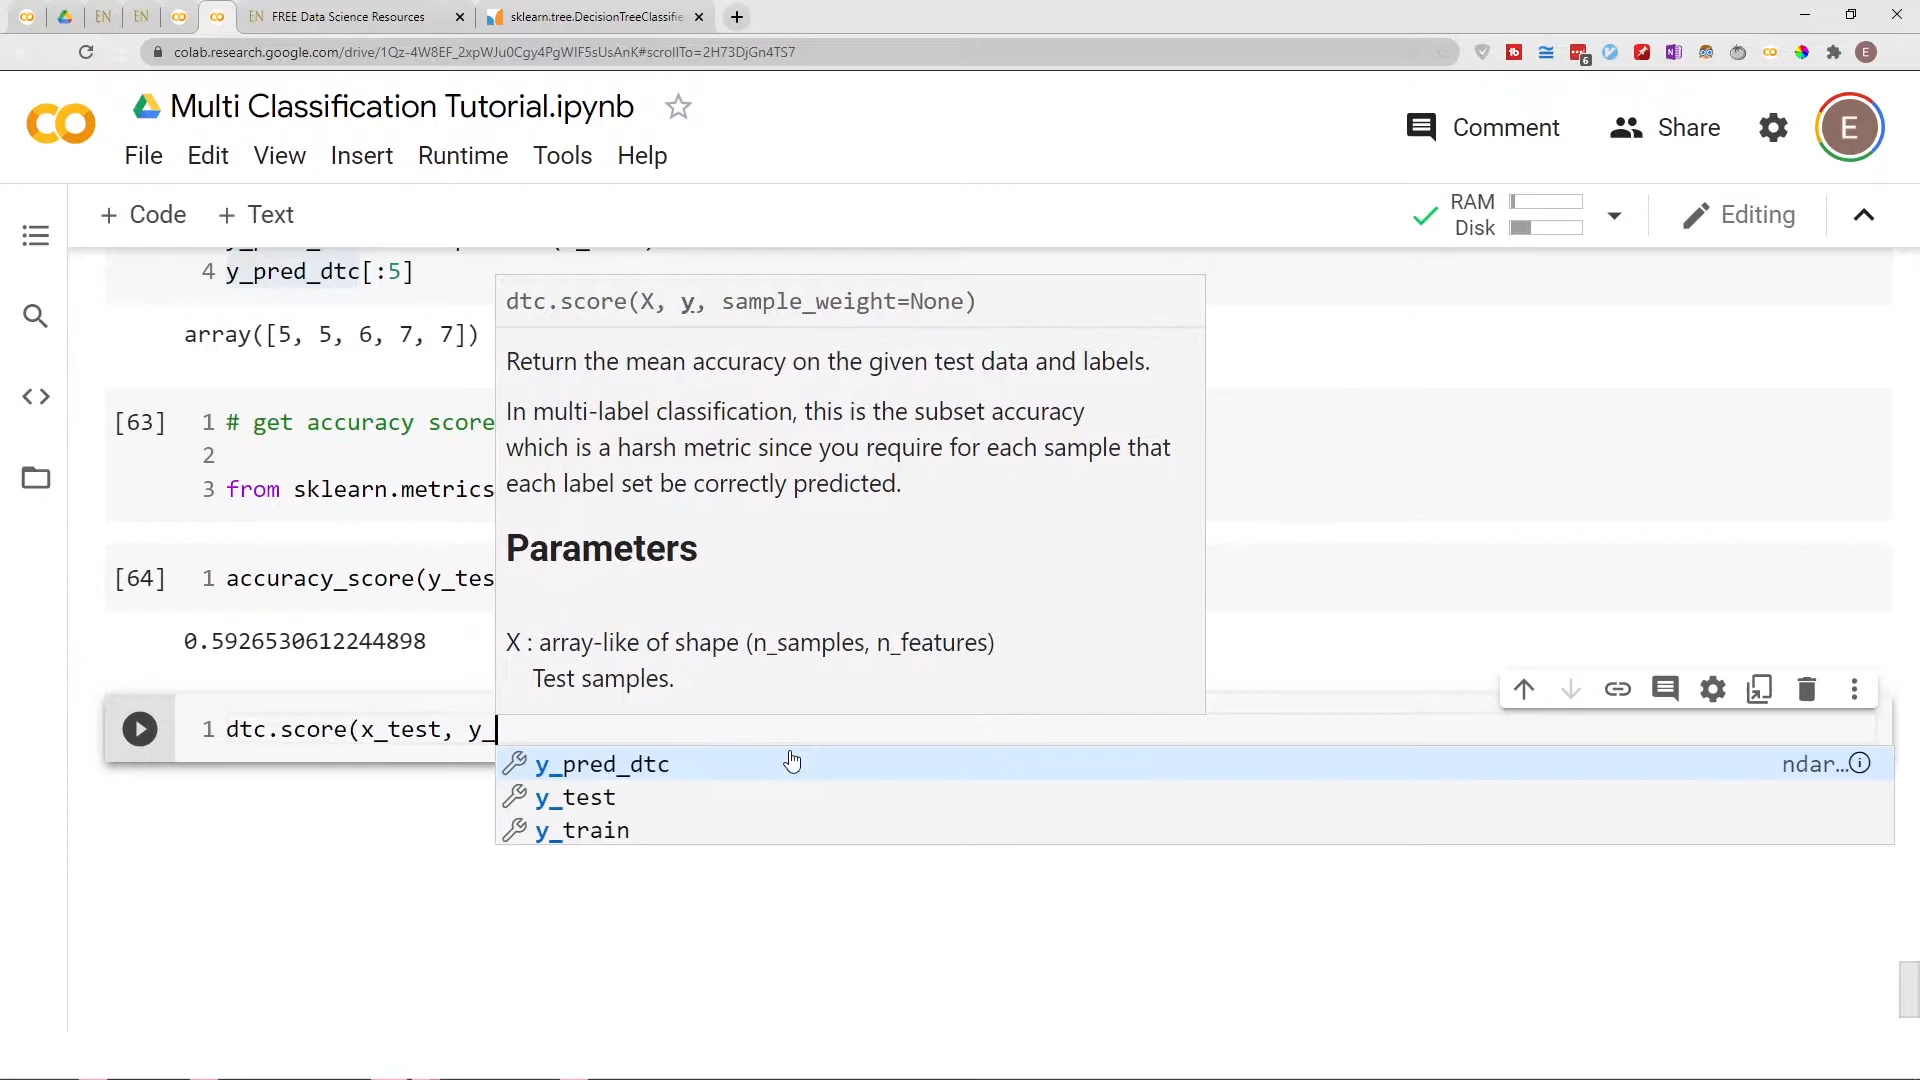 EN
EN
EN FREE Data Science Resources
sklearn.tree.DecisionTreeClassifie
colab.research.google.com/drive/1Qz-4W8EF_2xpWJu0Cgy4PgWIF5sUsAnK#scrollTo=2H73DjGn4TS7
6
E
Multi Classification Tutorial.ipynb
Comment
Share
E
File Edit View Insert Runtime Tools Help
+ Code + Text
RAM
Disk
Editing
4 y_pred_dtc[:5]
array([5, 5, 6, 7, 7])
dtc.score(X, y, sample_weight=None)
Return the mean accuracy on the given test data and labels.
In multi-label classification, this is the subset accuracy
which is a harsh metric since you require for each sample that
each label set be correctly predicted.
Parameters
X : array-like of shape (n_samples, n_features)
Test samples.
[63] 1 # get accuracy score
2
3 from sklearn.metrics
[64] 1 accuracy_score(y_tes
0.5926530612244898
1 dtc.score(x_test, y_
y_pred_dtc ndar...
y_test
y_train